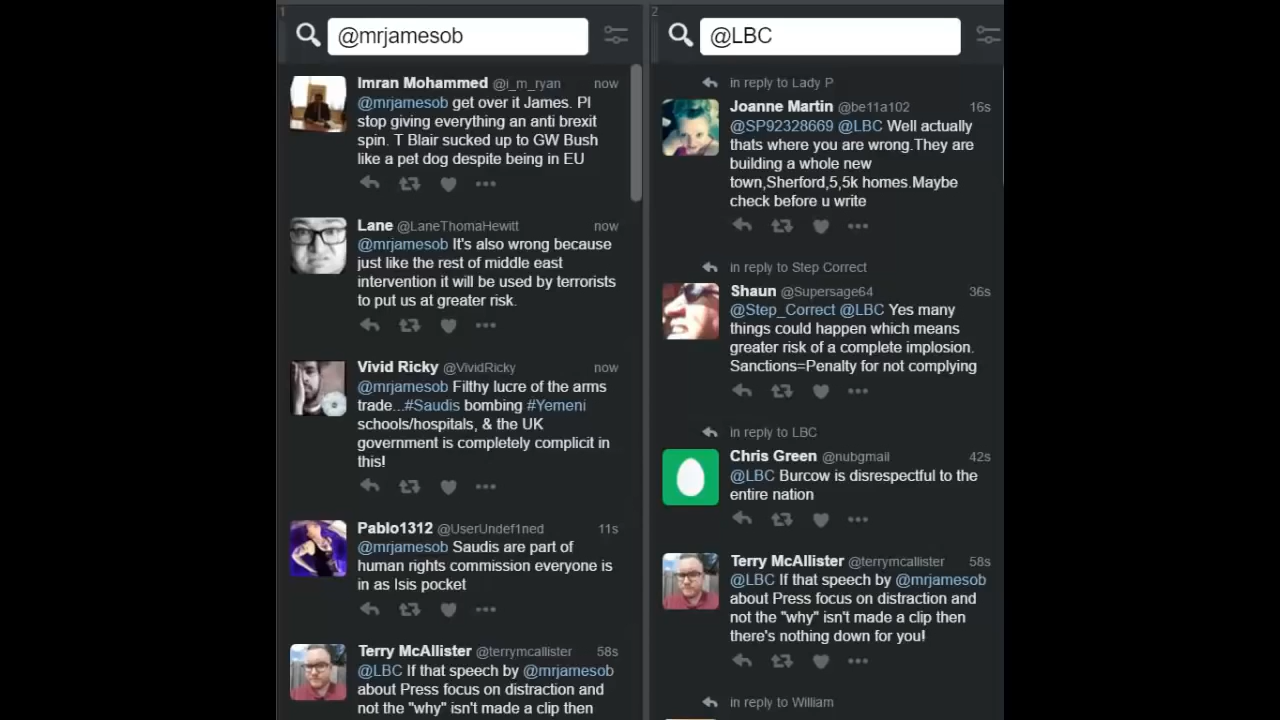 1
@mrjamesob
Imran Mohammed @i_m_ryan now
@mrjamesob get over it James. Pl
stop giving everything an anti brexit
spin. T Blair sucked up to GW Bush
like a pet dog despite being in EU
Lane @LaneThomaHewitt now
@mrjamesob It's also wrong because
just like the rest of middle east
intervention it will be used by terrorists
to put us at greater risk.
Vivid Ricky @VividRicky now
@mrjamesob Filthy lucre of the arms
trade...#Saudis bombing #Yemeni
schools/hospitals, & the UK
government is completely complicit in
this!
Pablo1312 @UserUndef1ned 11s
@mrjamesob Saudis are part of
human rights commission everyone is
in as Isis pocket
Terry McAllister @terrymcallister 58s
@LBC If that speech by @mrjamesob
about Press focus on distraction and
not the "why" isn't made a clip then
2
@LBC
in reply to Lady P
Joanne Martin @be11a102 16s
@SP92328669 @LBC Well actually
thats where you are wrong.They are
building a whole new
town,Sherford,5,5k homes.Maybe
check before u write
in reply to Step Correct
Shaun @Supersage64 36s
@Step_Correct @LBC Yes many
things could happen which means
greater risk of a complete implosion.
Sanctions=Penalty for not complying
in reply to LBC
Chris Green @nubgmail 42s
@LBC Burcow is disrespectful to the
entire nation
Terry McAllister @terrymcallister 58s
@LBC If that speech by @mrjamesob
about Press focus on distraction and
not the "why" isn't made a clip then
there's nothing down for you!
in reply to William